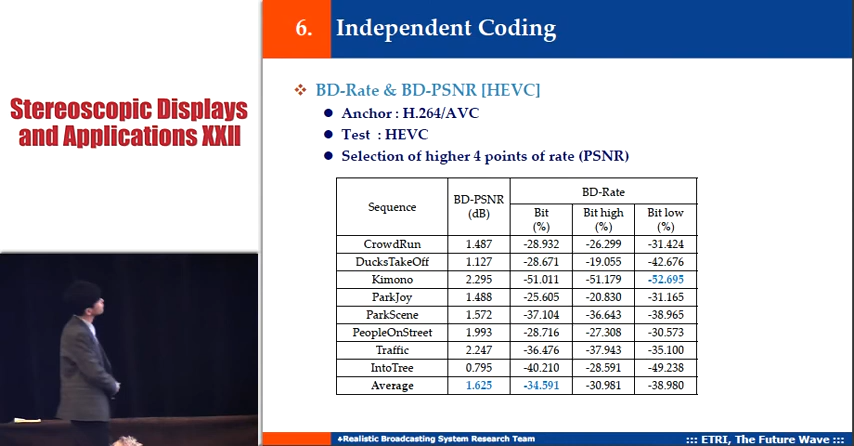 Stereoscopic Displays
and Applications XXII
6. Independent Coding
❖ BD-Rate & BD-PSNR [HEVC]
● Anchor : H.264/AVC
● Test : HEVC
● Selection of higher 4 points of rate (PSNR)
Sequence BD-PSNR (dB) BD-Rate
Bit (%) Bit high (%) Bit low (%)
CrowdRun 1.487 -28.932 -26.299 -31.424
DucksTakeOff 1.127 -28.671 -19.055 -42.676
Kimono 2.295 -51.011 -51.179 -52.695
ParkJoy 1.488 -25.605 -20.830 -31.165
ParkScene 1.572 -37.104 -36.643 -38.965
PeopleOnStreet 1.993 -28.716 -27.308 -30.573
Traffic 2.247 -36.476 -37.943 -35.100
IntoTree 0.795 -40.210 -28.591 -49.238
Average 1.625 -34.591 -30.981 -38.980
♦Realistic Broadcasting System Research Team
::: ETRI, The Future Wave :::